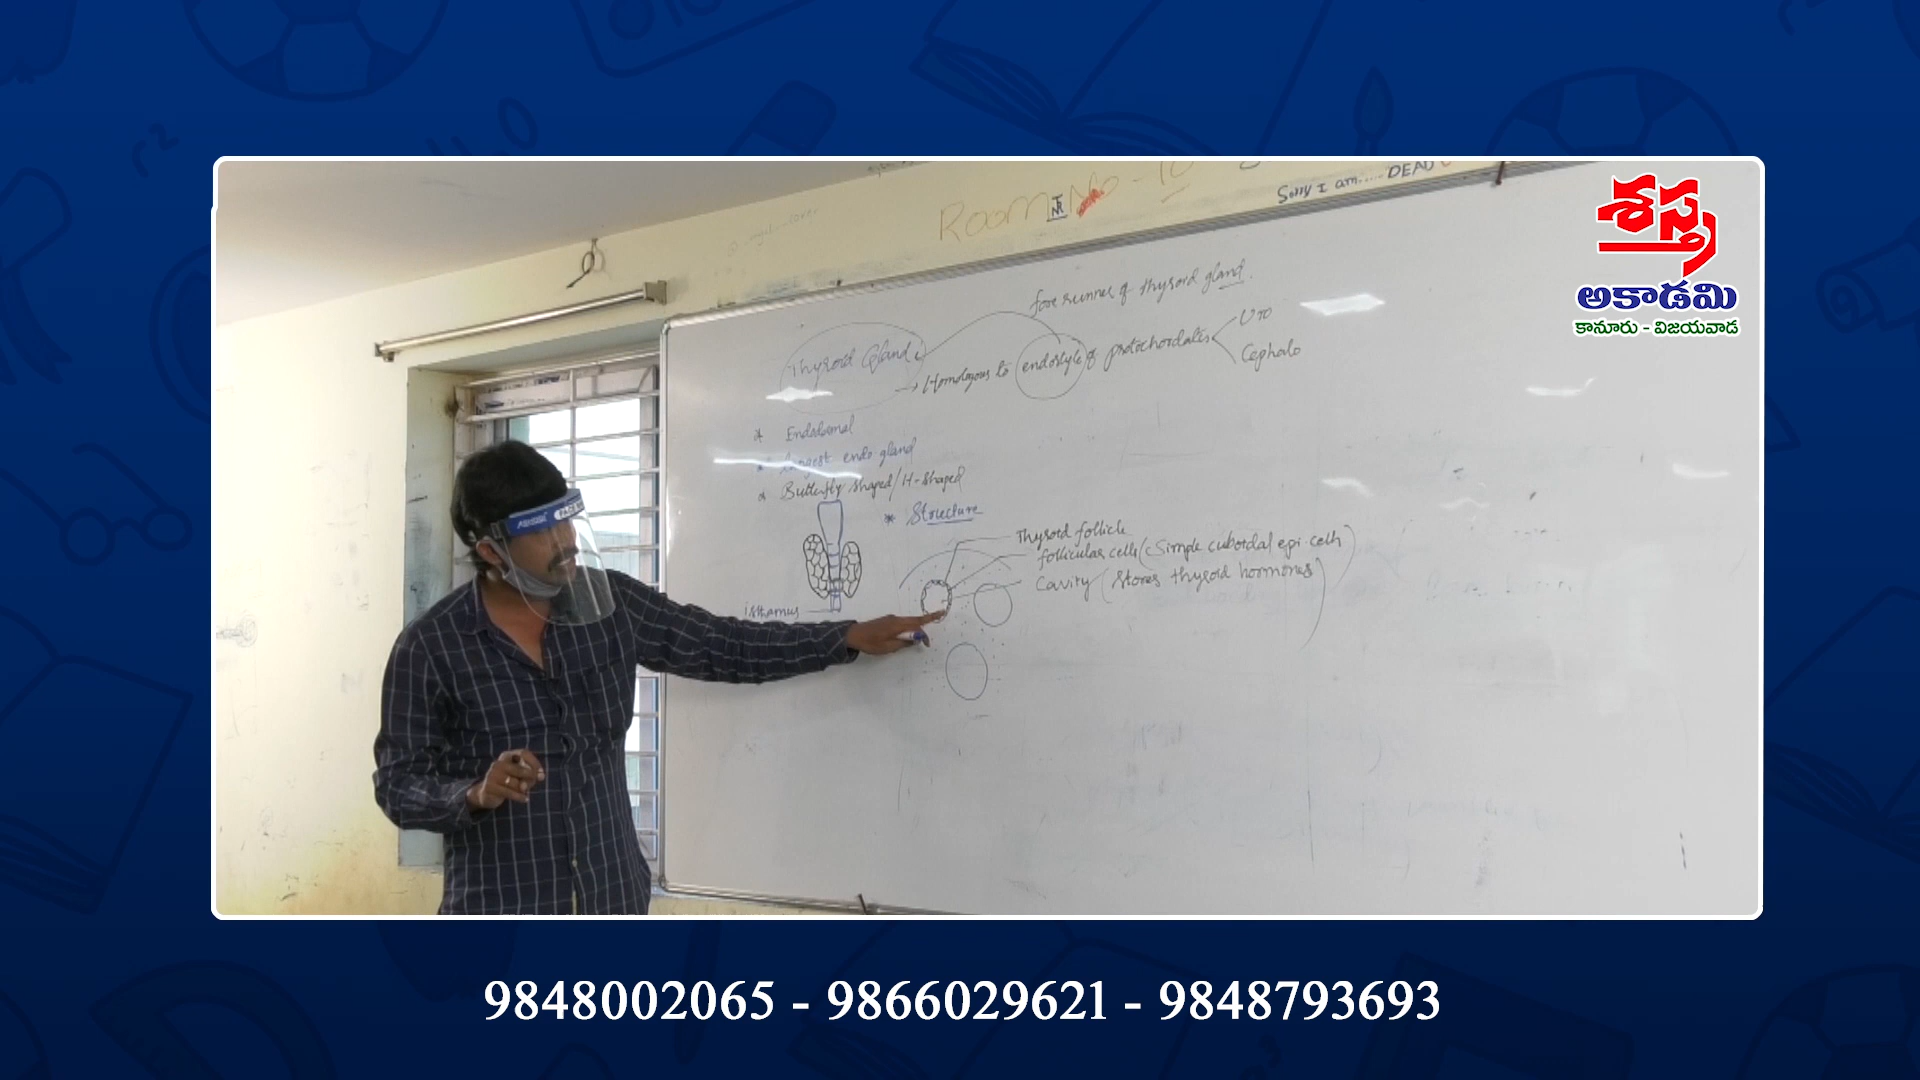 Room No - 10
Sorry I am..... DEAD
శస్త్ర
అకాడమి
కానూరు - విజయవాడ
fore runner of thyroid gland.
Thyroid Gland:
→ Homologous to endostyle of protochordates
Uro
Cephalo
* Endodermal
* Largest endo gland
* Butterfly shaped/H-shaped
* Structure
Thyroid follicle
follicular cells (Simple cuboidal epi. cells)
Cavity (Stores thyroid hormones)
isthamus
9848002065 - 9866029621 - 9848793693